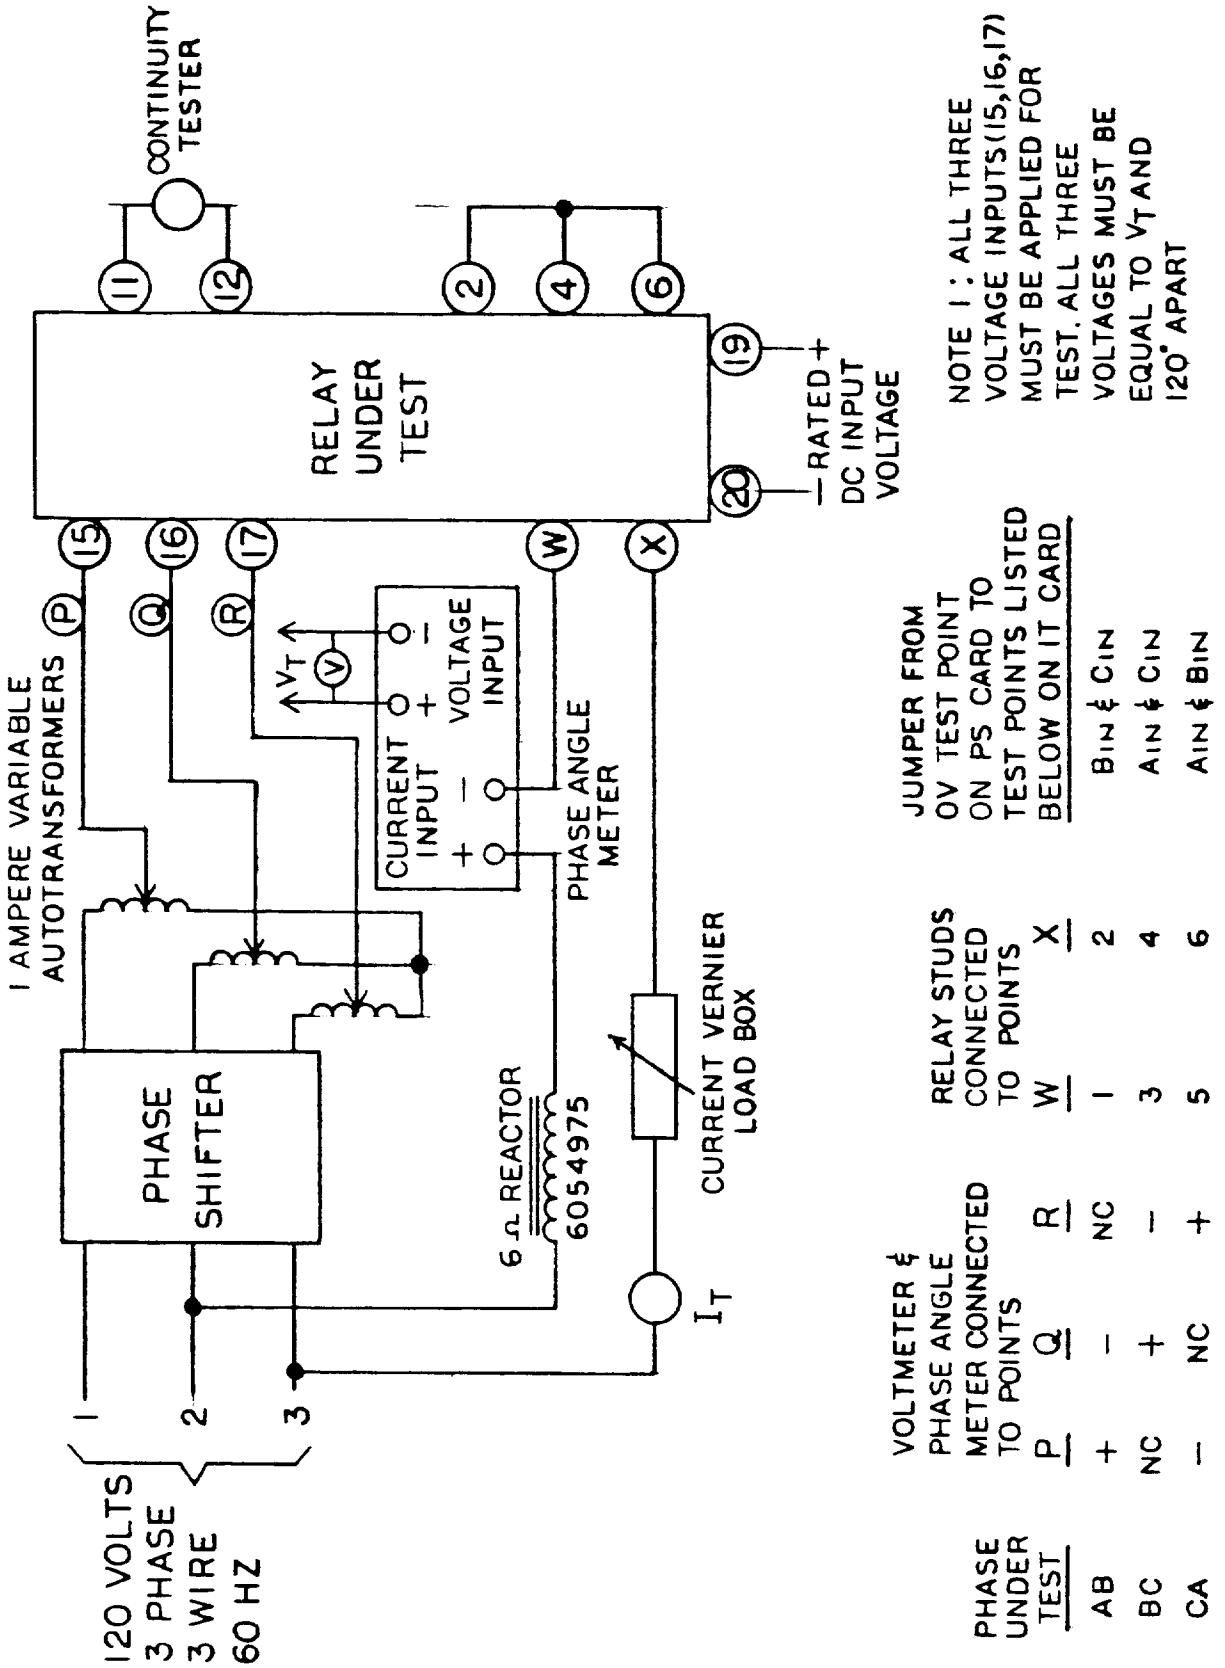 1 AMPERE VARIABLE
AUTOTRANSFORMERS
120 VOLTS
3 PHASE
3 WIRE
60 HZ
1
2
3
PHASE
SHIFTER
P
Q
R
15
16
17
RELAY
UNDER
TEST
11
12
CONTINUITY
TESTER
2
4
6
VT
V
CURRENT
INPUT
+ −
VOLTAGE
INPUT
+ −
PHASE ANGLE
METER
W
X
6 Ω REACTOR
6054975
CURRENT VERNIER
LOAD BOX
IT
20
19
− RATED +
DC INPUT
VOLTAGE
PHASE
UNDER
TEST
AB
BC
CA
VOLTMETER &
PHASE ANGLE
METER CONNECTED
TO POINTS
P Q R
+ − NC
NC + −
− NC +
RELAY STUDS
CONNECTED
TO POINTS
W X
1 2
3 4
5 6
JUMPER FROM
OV TEST POINT
ON PS CARD TO
TEST POINTS LISTED
BELOW ON IT CARD
BIN & CIN
AIN & CIN
AIN & BIN
NOTE 1: ALL THREE
VOLTAGE INPUTS (15,16,17)
MUST BE APPLIED FOR
TEST. ALL THREE
VOLTAGES MUST BE
EQUAL TO VT AND
120° APART